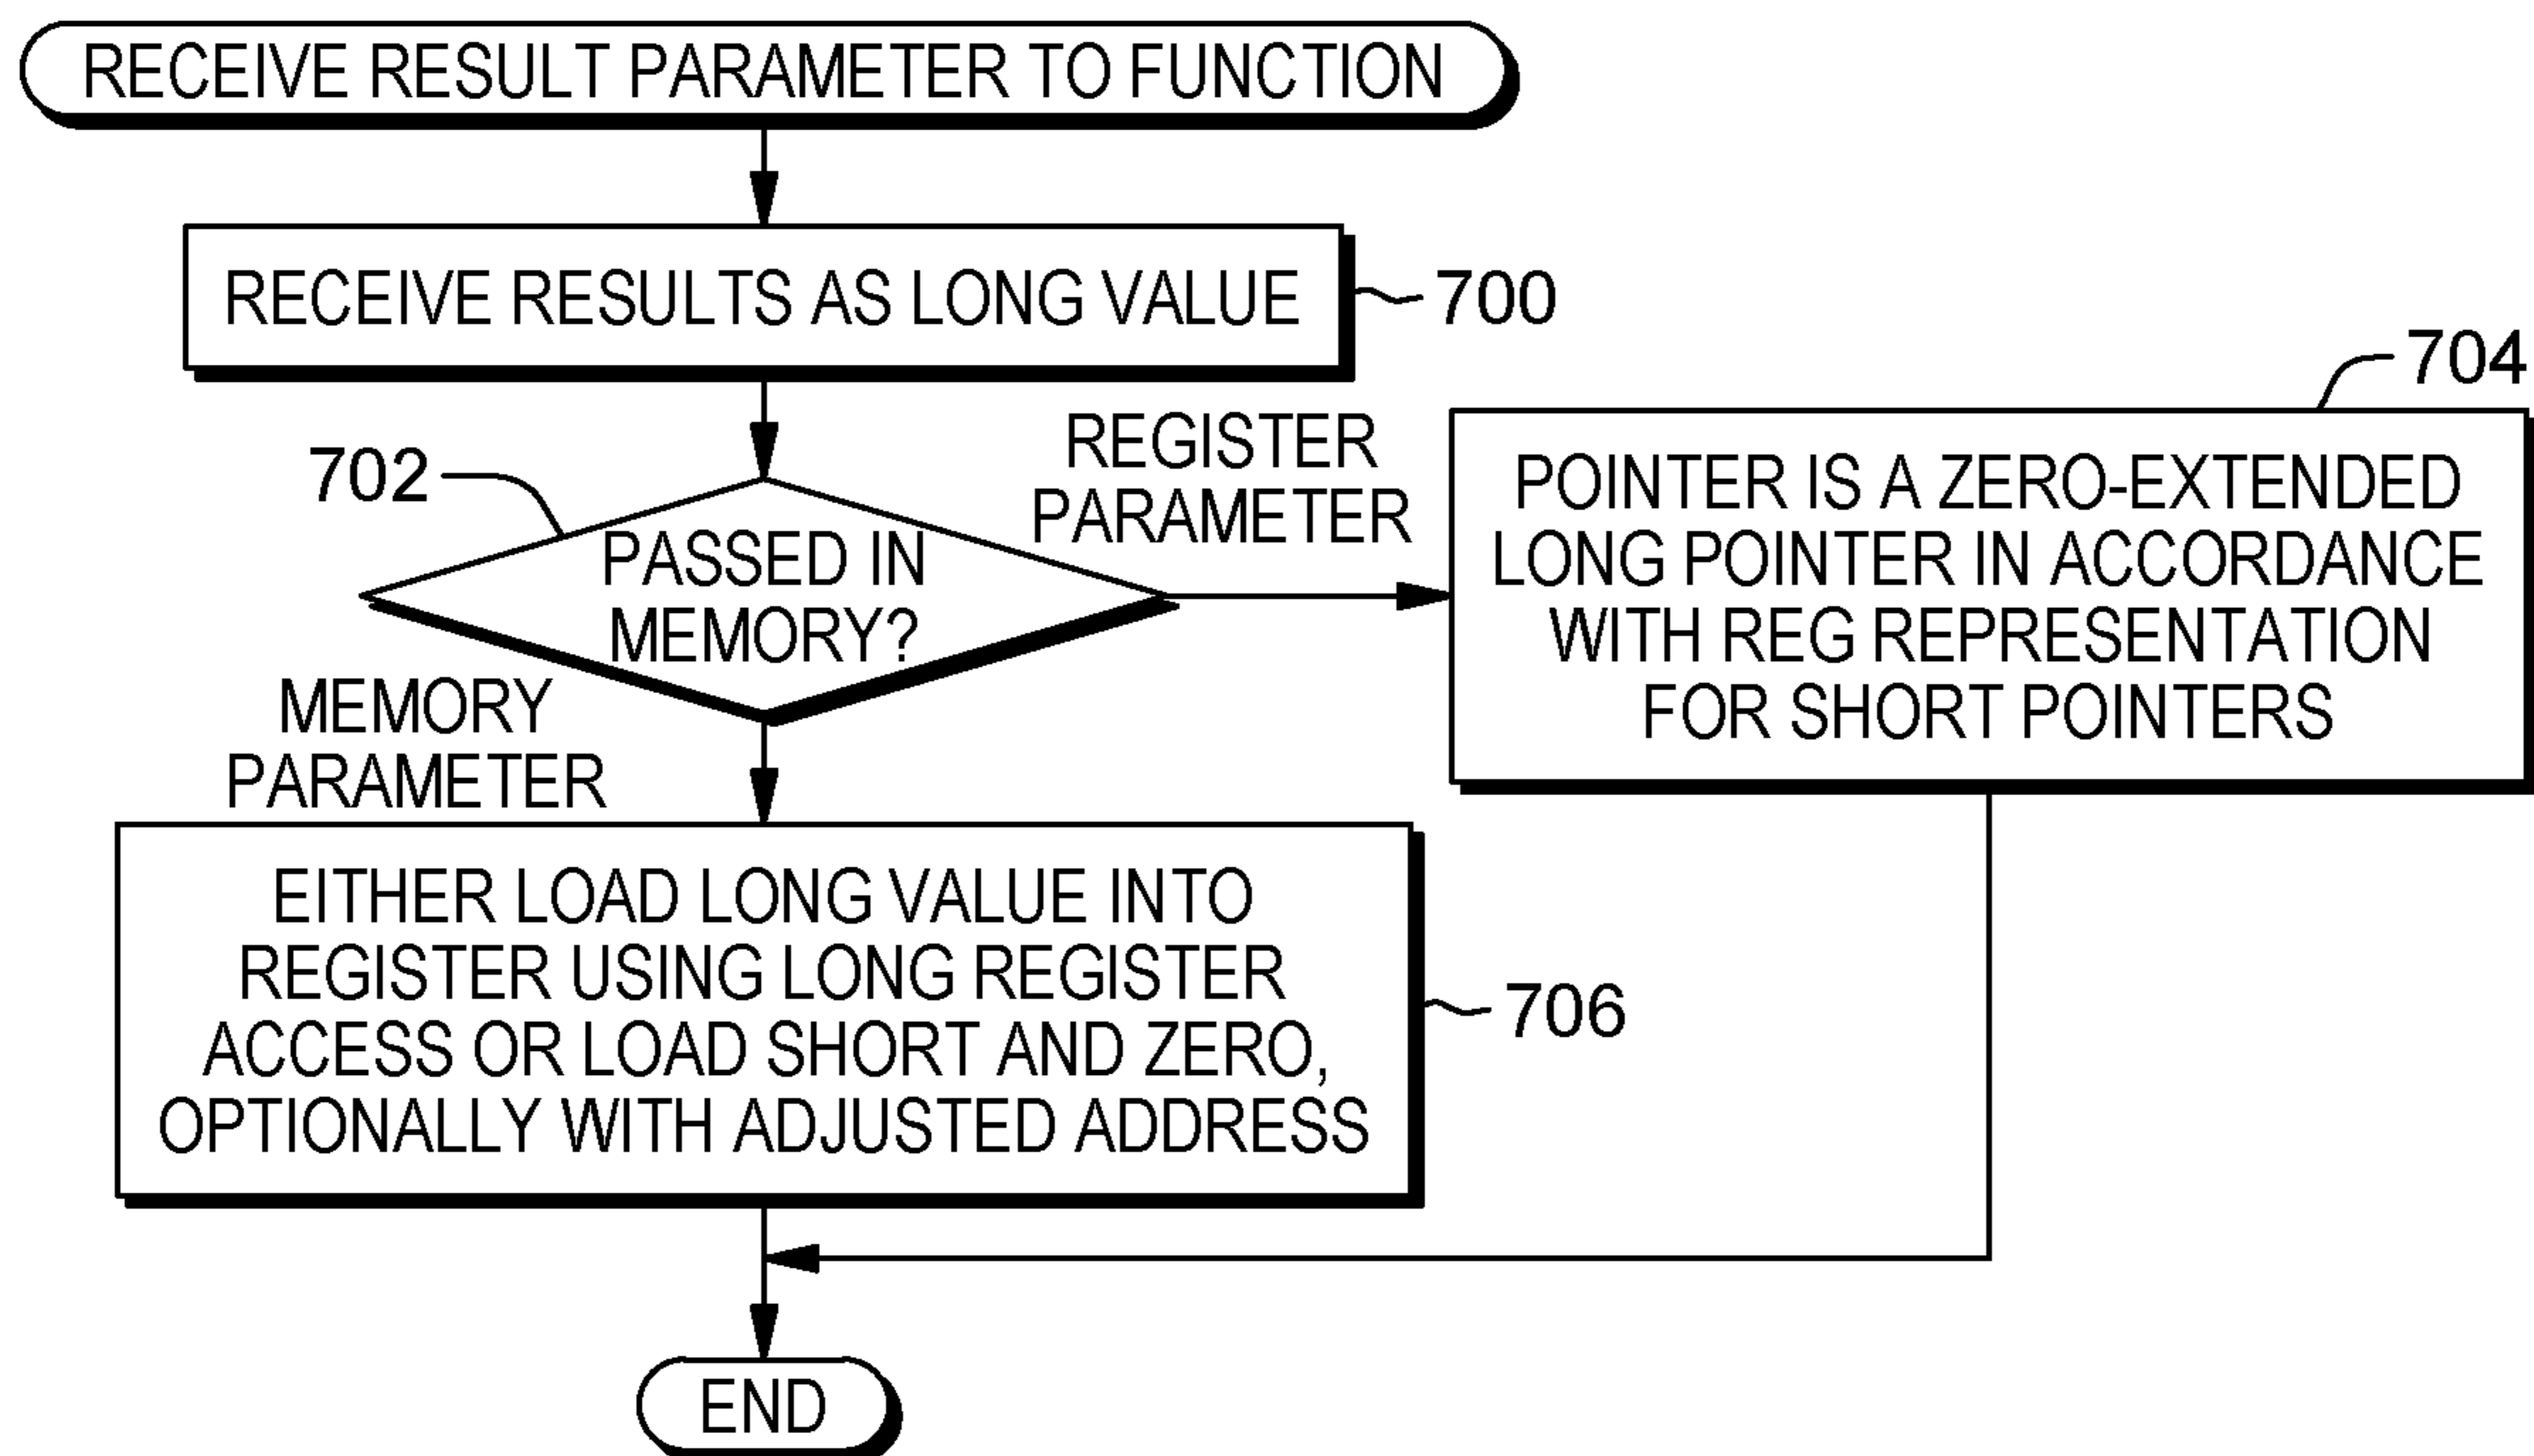 RECEIVE RESULT PARAMETER TO FUNCTION
RECEIVE RESULTS AS LONG VALUE
700
702
PASSED IN
MEMORY?
REGISTER
PARAMETER
704
POINTER IS A ZERO-EXTENDED
LONG POINTER IN ACCORDANCE
WITH REG REPRESENTATION
FOR SHORT POINTERS
MEMORY
PARAMETER
EITHER LOAD LONG VALUE INTO
REGISTER USING LONG REGISTER
ACCESS OR LOAD SHORT AND ZERO,
OPTIONALLY WITH ADJUSTED ADDRESS
706
END